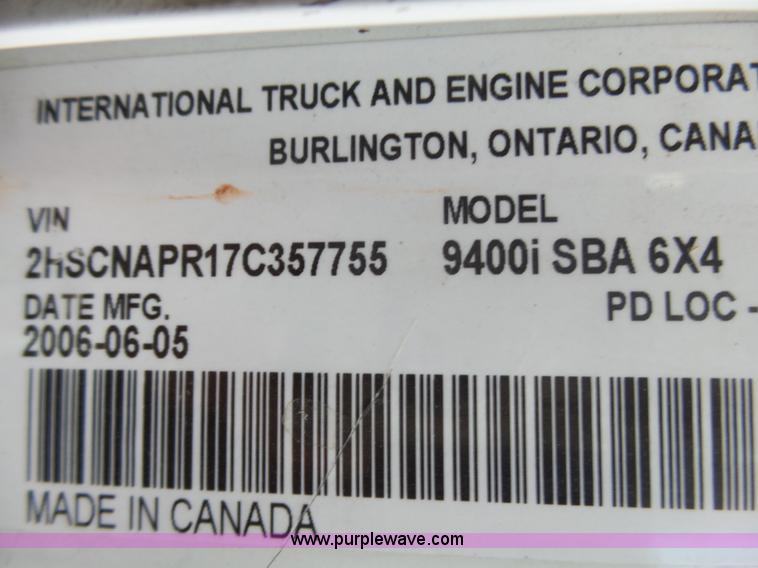 INTERNATIONAL TRUCK AND ENGINE CORPORAT
BURLINGTON, ONTARIO, CANA
VIN MODEL
2HSCNAPR17C357755 9400i SBA 6X4
DATE MFG. PD LOC -
2006-06-05
MADE IN CANADA
www.purplewave.com